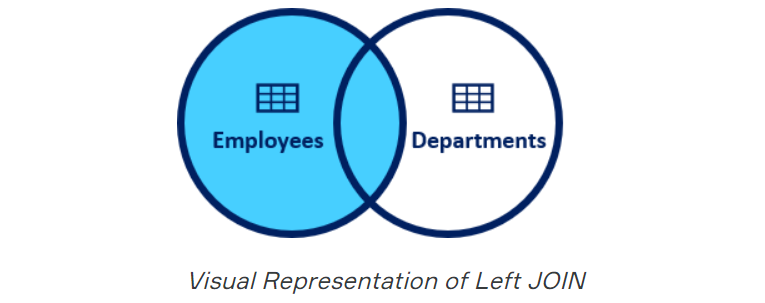 Employees
Departments
Visual Representation of Left JOIN